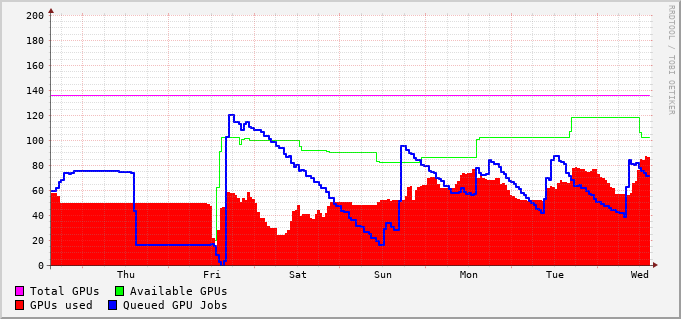 200
180
160
140
120
100
80
60
40
20
0
Thu Fri Sat Sun Mon Tue Wed
RRDTOOL / TOBI OETIKER
Total GPUs Available GPUs
GPUs used Queued GPU Jobs